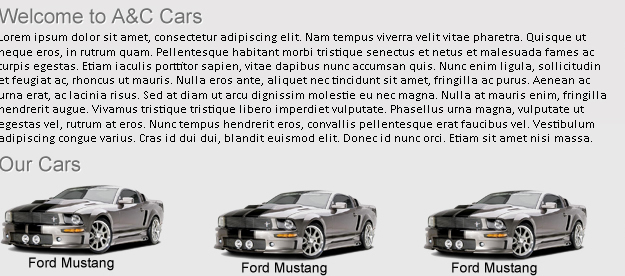 Welcome to A&C Cars
Lorem ipsum dolor sit amet, consectetur adipiscing elit. Nam tempus viverra velit vitae pharetra. Quisque ut
neque eros, in rutrum quam. Pellentesque habitant morbi tristique senectus et netus et malesuada fames ac
turpis egestas. Etiam iaculis porttitor sapien, vitae dapibus nunc accumsan quis. Nunc enim ligula, sollicitudin
et feugiat ac, rhoncus ut mauris. Nulla eros ante, aliquet nec tincidunt sit amet, fringilla ac purus. Aenean ac
urna erat, ac lacinia risus. Sed at diam ut arcu dignissim molestie eu nec magna. Nulla at mauris enim, fringilla
hendrerit augue. Vivamus tristique tristique libero imperdiet vulputate. Phasellus urna magna, vulputate ut
egestas vel, rutrum at eros. Nunc tempus hendrerit eros, convallis pellentesque erat faucibus vel. Vestibulum
adipiscing congue varius. Cras id dui dui, blandit euismod elit. Donec id nunc orci. Etiam sit amet nisi massa.
Our Cars
Ford Mustang
Ford Mustang
Ford Mustang